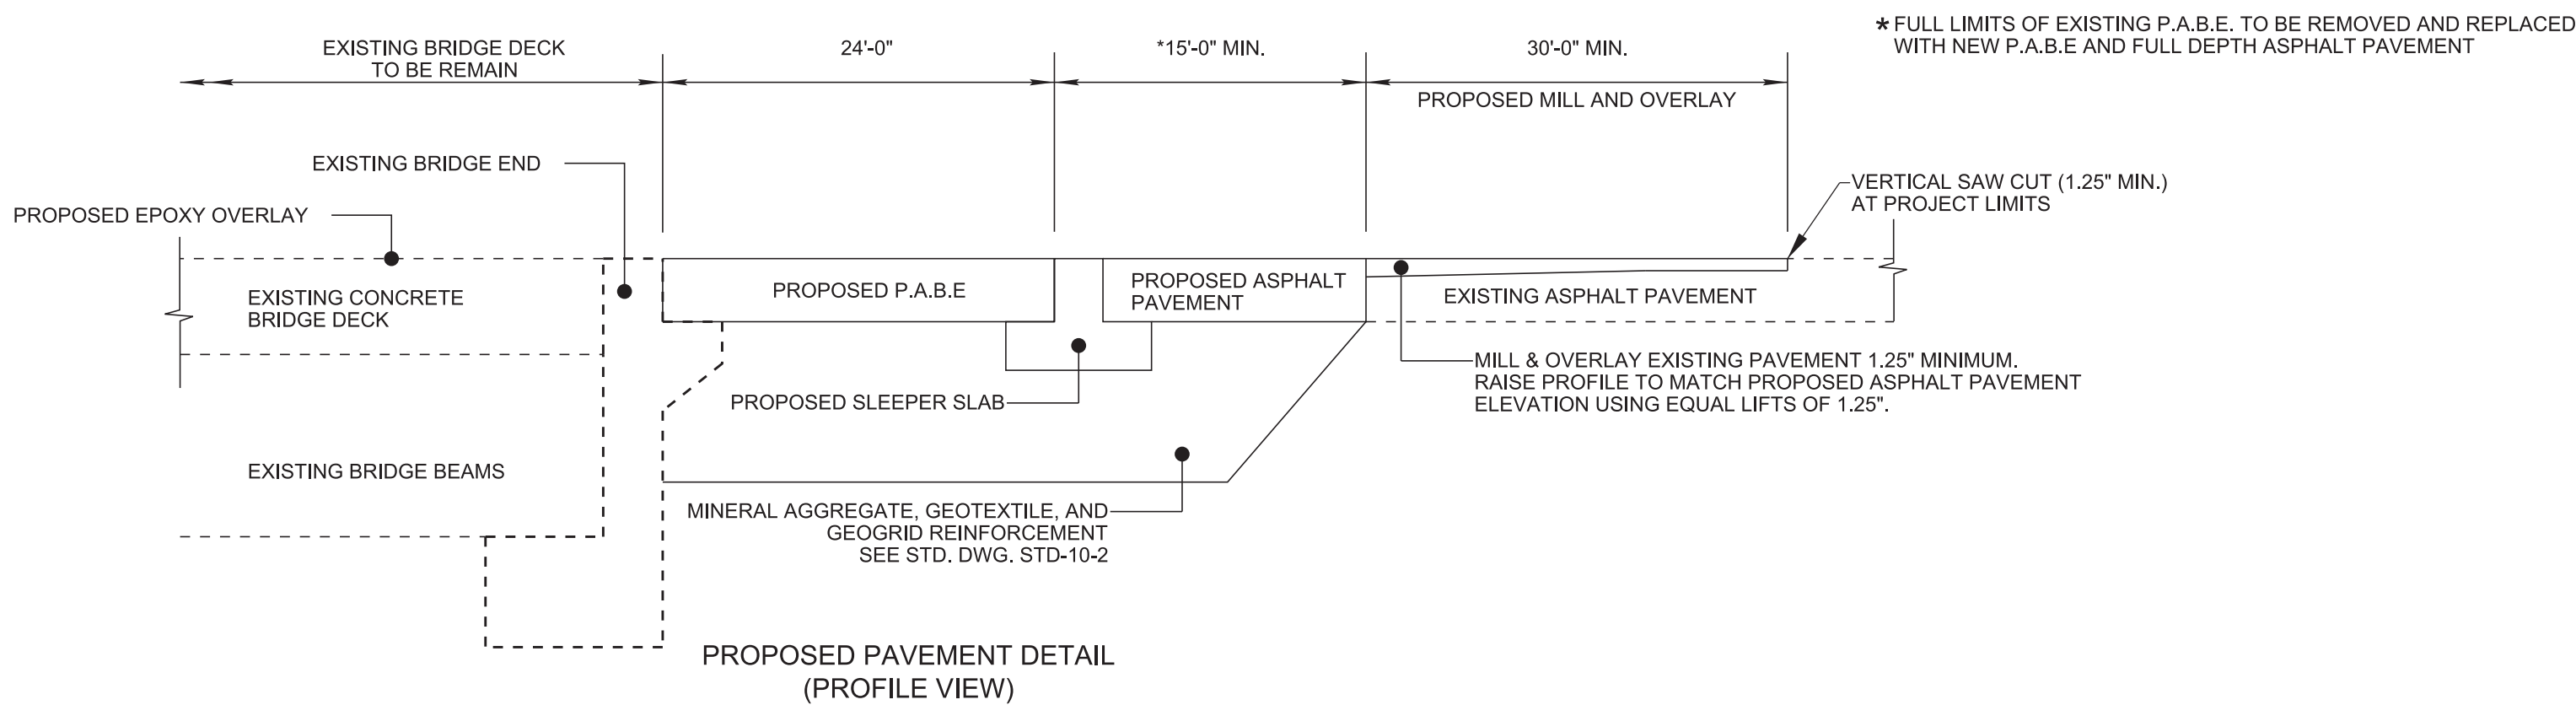 * FULL LIMITS OF EXISTING P.A.B.E. TO BE REMOVED AND REPLACED
WITH NEW P.A.B.E AND FULL DEPTH ASPHALT PAVEMENT
EXISTING BRIDGE DECK
TO BE REMAIN
24'-0"
*15'-0" MIN.
30'-0" MIN.
PROPOSED MILL AND OVERLAY
EXISTING BRIDGE END
PROPOSED EPOXY OVERLAY
VERTICAL SAW CUT (1.25" MIN.)
AT PROJECT LIMITS
EXISTING CONCRETE
BRIDGE DECK
PROPOSED P.A.B.E
PROPOSED ASPHALT
PAVEMENT
EXISTING ASPHALT PAVEMENT
MILL & OVERLAY EXISTING PAVEMENT 1.25" MINIMUM.
RAISE PROFILE TO MATCH PROPOSED ASPHALT PAVEMENT
ELEVATION USING EQUAL LIFTS OF 1.25".
PROPOSED SLEEPER SLAB
EXISTING BRIDGE BEAMS
MINERAL AGGREGATE, GEOTEXTILE, AND
GEOGRID REINFORCEMENT
SEE STD. DWG. STD-10-2
PROPOSED PAVEMENT DETAIL
(PROFILE VIEW)